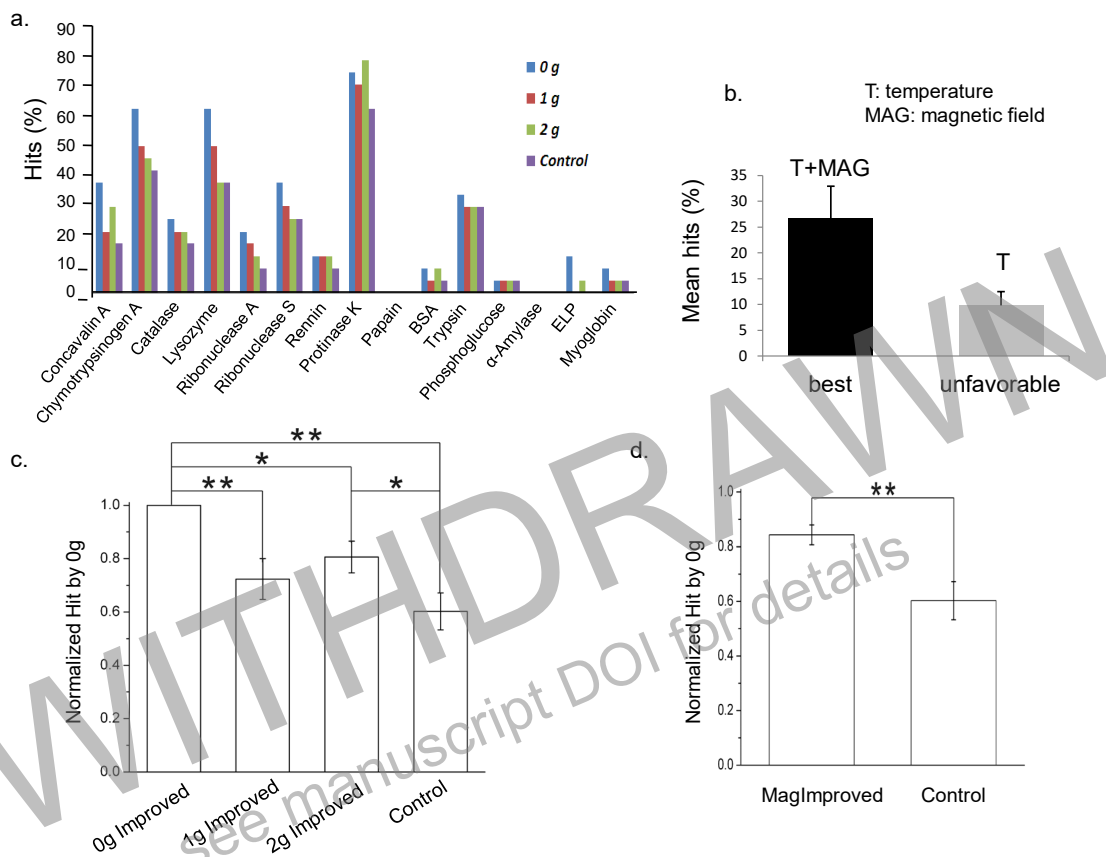 a.
90
80
70
60
50
40
30
20
10
0
Hits (%)
0 g
1 g
2 g
Control
Concavalin A
Chymotrypsinogen A
Catalase
Lysozyme
Ribonuclease A
Ribonuclease S
Rennin
Protinase K
Papain
BSA
Trypsin
Phosphoglucose
α-Amylase
ELP
Myoglobin
b.
T: temperature
MAG: magnetic field
T+MAG
T
35
30
25
20
15
10
5
0
Mean hits (%)
best
unfavorable
c.
**
*
**
*
1.0
0.8
0.6
0.4
0.2
0.0
Normalized Hit by 0g
0g Improved
1g Improved
2g Improved
Control
d.
**
1.0
0.8
0.6
0.4
0.2
0.0
Normalized Hit by 0g
MagImproved
Control
WITHDRAWN
see manuscript DOI for details